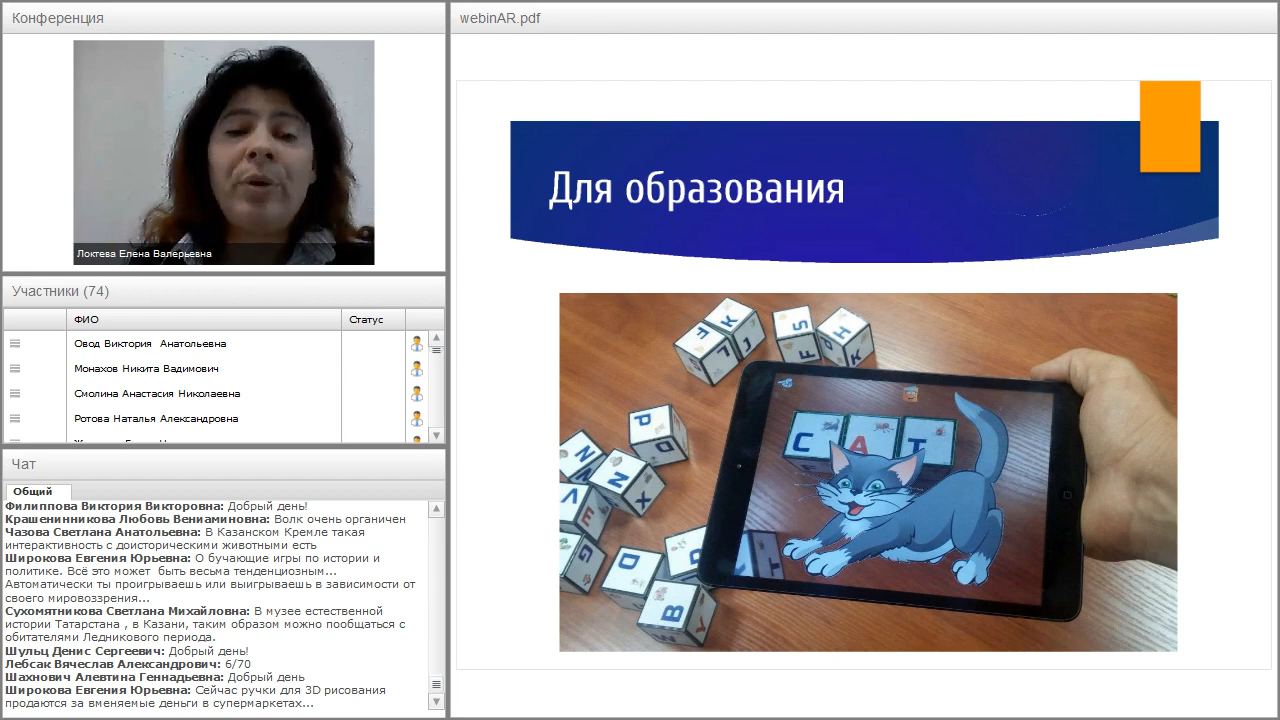 Конференция
Локтева Елена Валерьевна
Участники (74)
ФИО
Статус
Овод Виктория Анатольевна
Монахов Никита Вадимович
Смолина Анастасия Николаевна
Ротова Наталья Александровна
Чат
Общий
Филиппова Виктория Викторовна: Добрый день!
Крашенинникова Любовь Вениаминовна: Волк очень органичен
Чазова Светлана Анатольевна: В Казанском Кремле такая
интерактивность с доисторическими животными есть
Широкова Евгения Юрьевна: О бучающие игры по истории и
политике. Всё это может быть весьма тенденциозным...
Автоматически ты проигрываешь или выигрываешь в зависимости от
своего мировоззрения...
Сухомятникова Светлана Михайловна: В музее естественной
истории Татарстана , в Казани, таким образом можно пообщаться с
обитателями Ледникового периода.
Шульц Денис Сергеевич: Добрый день!
Лебсак Вячеслав Александрович: 6/70
Шахнович Алевтина Геннадьевна: Добрый день
Широкова Евгения Юрьевна: Сейчас ручки для 3D рисования
продаются за вменяемые деньги в супермаркетах...
webinAR.pdf
Для образования
F
K
L
J
S
F
H
K
P
D
N
N
X
V
E
G
D
D
B
V
C
A
T
T